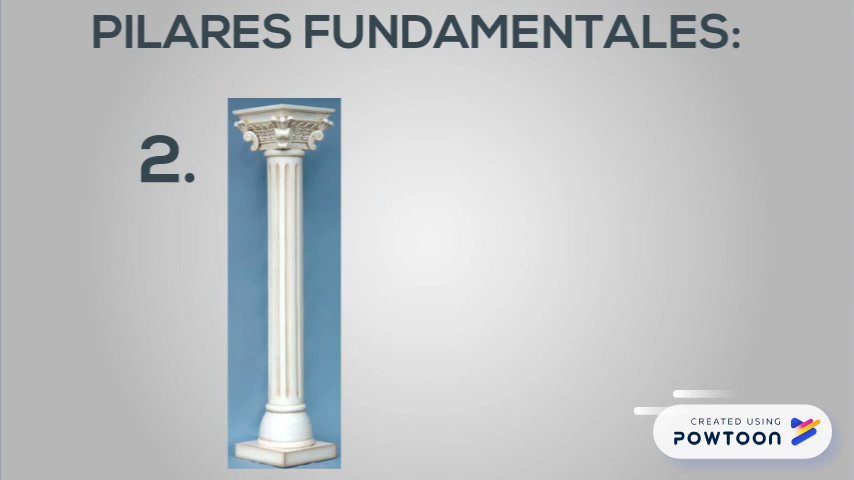 PILARES FUNDAMENTALES:
2.
CREATED USING
POWTOON